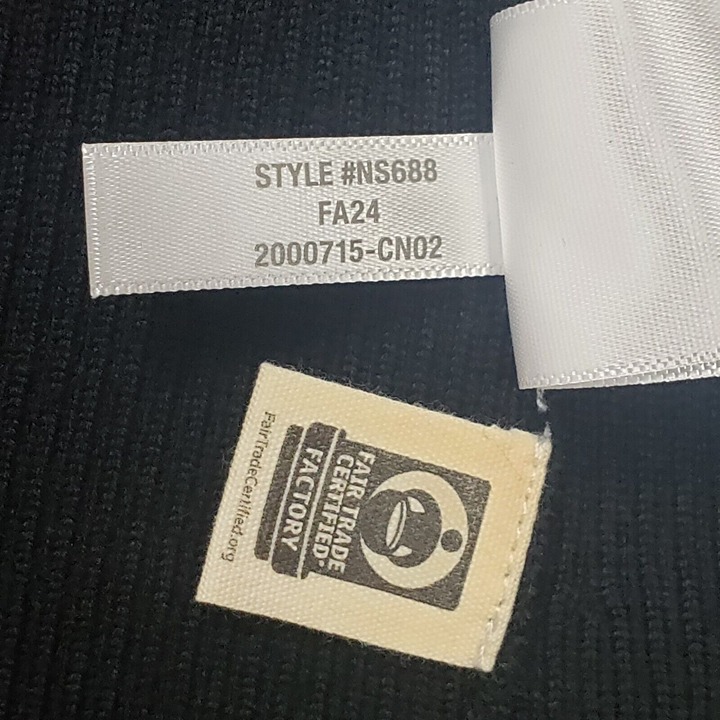 STYLE #NS688
FA24
2000715-CN02
FAIR TRADE
CERTIFIED.
FACTORY
FairTradeCertified.org